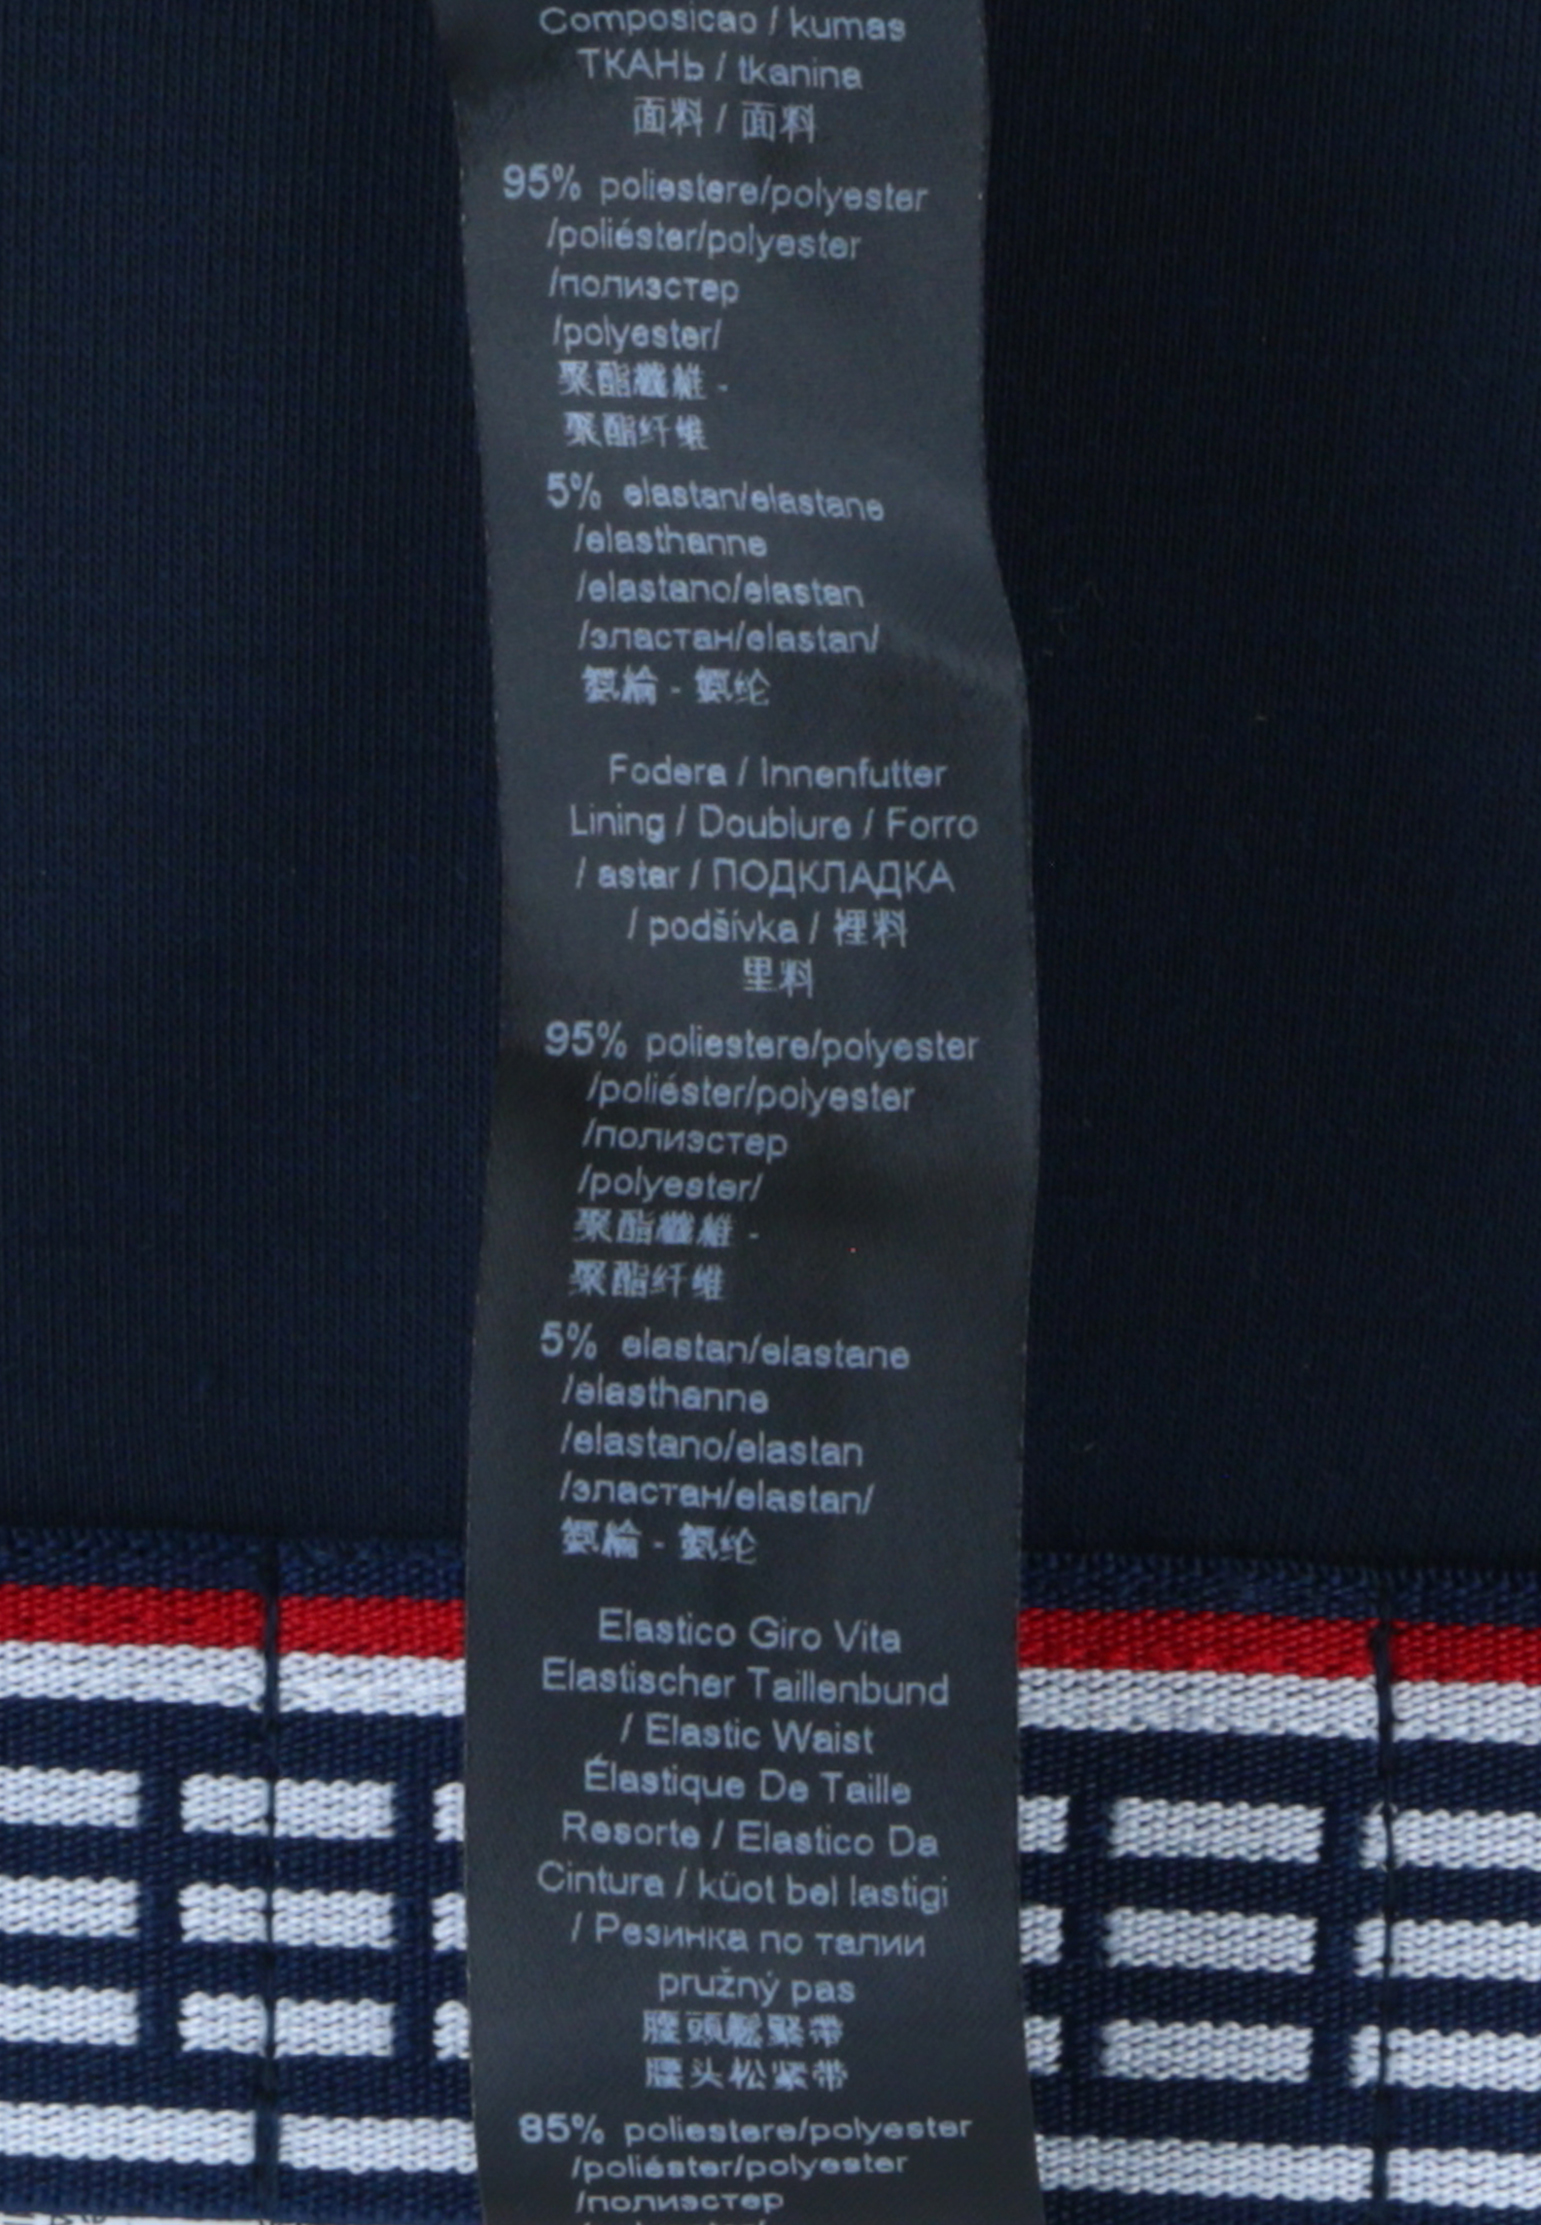 Composicao / kumas
ТКАНЬ / tkanina
面料 / 面料
95% poliestere/polyester
/poliéster/polyester
/полиэстер
/polyester/
聚酯纖維 -
聚酯纤维
5% elastan/elastane
/elasthanne
/elastano/elastan
/эластан/elastan/
氨綸 - 氨纶
Fodera / Innenfutter
Lining / Doublure / Forro
/ astar / ПОДКЛАДКА
/ podšívka / 裡料
里料
95% poliestere/polyester
/poliéster/polyester
/полиэстер
/polyester/
聚酯纖維 -
聚酯纤维
5% elastan/elastane
/elasthanne
/elastano/elastan
/эластан/elastan/
氨綸 - 氨纶
Elastico Giro Vita
Elastischer Taillenbund
/ Elastic Waist
Élastique De Taille
Resorte / Elastico Da
Cintura / küot bel lastigi
/ Резинка по талии
pružný pas
腰頭鬆緊帶
腰头松紧带
85% poliestere/polyester
/poliéster/polyester
/полиэстер